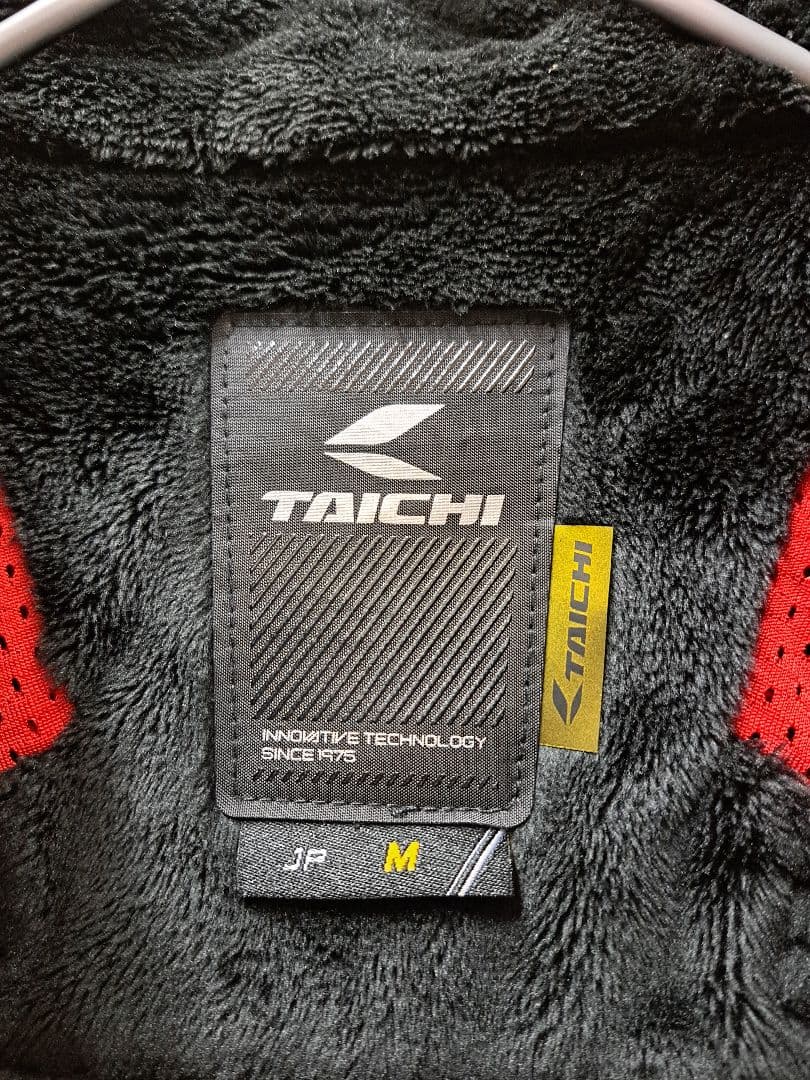 TAICHI
INNOVATIVE TECHNOLOGY
SINCE 1975
TAICHI
JP M